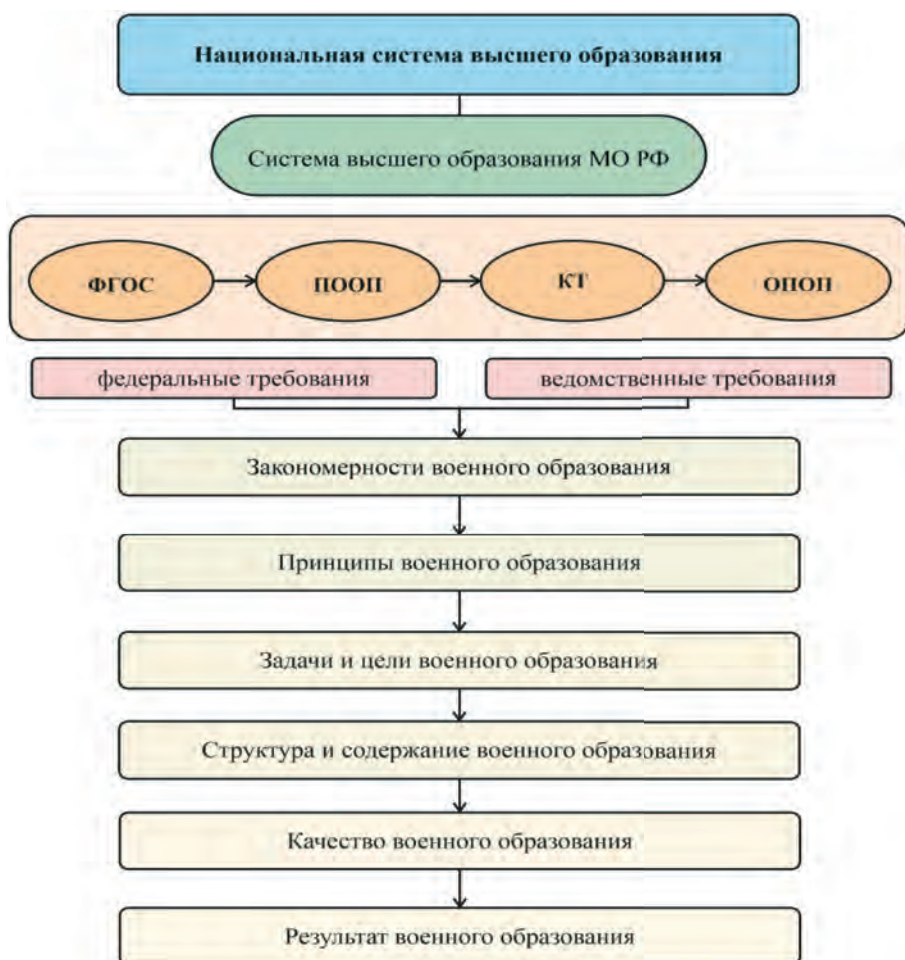 Национальная система высшего образования
Система высшего образования МО РФ
ФГОС
ПООП
КТ
ОПОП
федеральные требования
ведомственные требования
Закономерности военного образования
Принципы военного образования
Задачи и цели военного образования
Структура и содержание военного образования
Качество военного образования
Результат военного образования